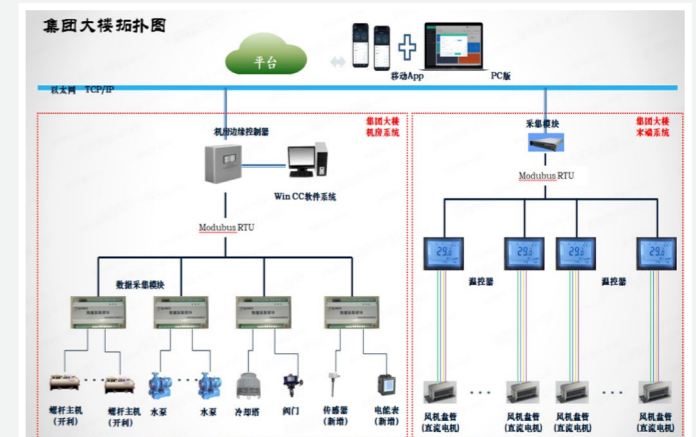 集团大楼拓扑图
平台
移动App
PC版
以太网 TCP/IP
集团大楼
机房系统
机房边缘控制器
Win CC软件系统
Modubus RTU
数据采集模块
螺杆主机
(开利)
螺杆主机
(开利)
水泵
水泵
冷却塔
阀门
传感器
(新增)
电能表
(新增)
集团大楼
末端系统
采集模块
Modubus RTU
温控器
温控器
风机盘管
(直流电机)
风机盘管
(直流电机)
风机盘管
(直流电机)
风机盘管
(直流电机)